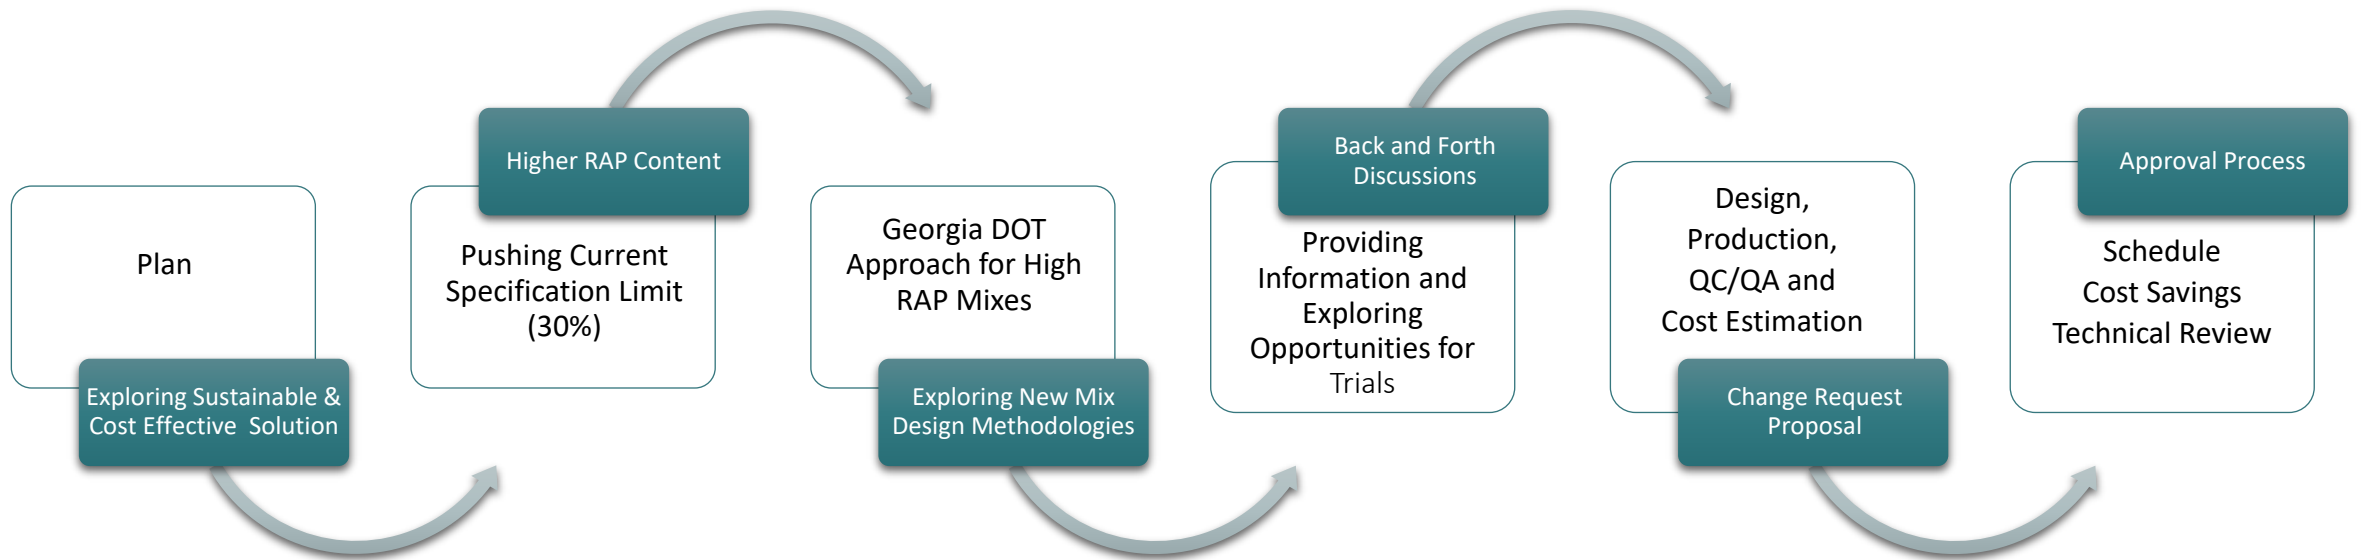 Plan
Exploring Sustainable &
Cost Effective Solution
Higher RAP Content
Pushing Current
Specification Limit
(30%)
Georgia DOT
Approach for High
RAP Mixes
Exploring New Mix
Design Methodologies
Back and Forth
Discussions
Providing
Information and
Exploring
Opportunities for
Trials
Design,
Production,
QC/QA and
Cost Estimation
Change Request
Proposal
Approval Process
Schedule
Cost Savings
Technical Review